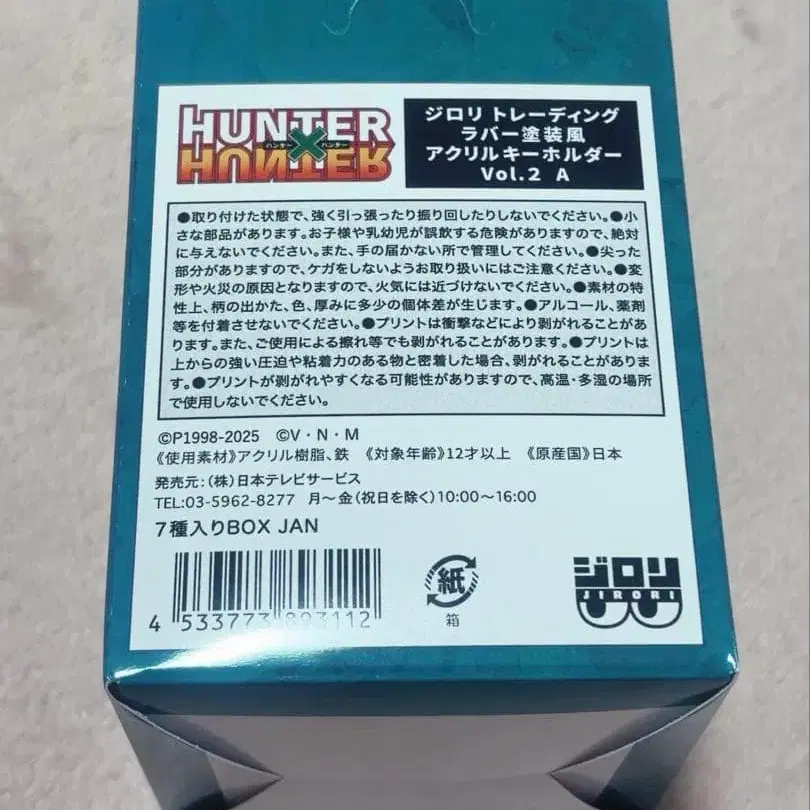 HUNTER
ハンター×ハンター
HUNTER
ジロリ トレーディング
ラバー塗装風
アクリルキーホルダー
Vol.2 A
●取り付けた状態で、強く引っ張ったり振り回したりしないでください。●小
さな部品があります。お子様や乳幼児が誤飲する危険がありますので、絶対
に与えないでください。また、手の届かない所で管理してください。●尖った
部分がありますので、ケガをしないようお取り扱いにはご注意ください。●変
形や火災の原因となりますので、火気には近づけないでください。●素材の特
性上、柄の出かた、色、厚みに多少の個体差が生じます。●アルコール、薬剤
等を付着させないでください。●プリントは衝撃などにより剥がれることがあ
ります。また、ご使用による擦れ等でも剥がれることがあります。●プリントは
上からの強い圧迫や粘着力のある物と密着した場合、剥がれることがありま
す。●プリントが剥がれやすくなる可能性がありますので、高温・多湿の場所
で使用しないでください。
©P1998-2025 ©V・N・M
《使用素材》アクリル樹脂、鉄 《対象年齢》12才以上 《原産国》日本
発売元:(株)日本テレビサービス
TEL:03-5962-8277 月～金(祝日を除く)10:00～16:00
7種入りBOX JAN
4 533773 893112
紙
箱
ジロリ
JIRORI